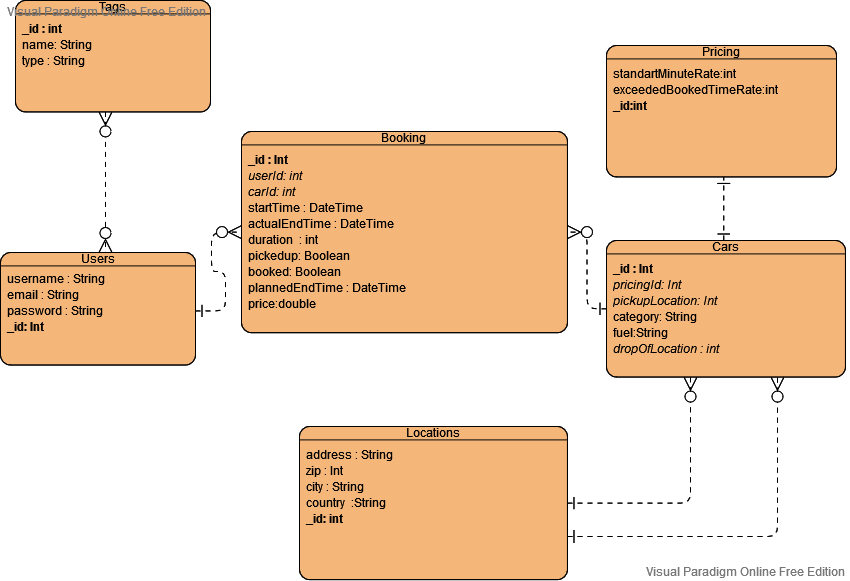 Visual Paradigm Online Free Edition
Tags
_id : int
name: String
type : String
Pricing
standartMinuteRate:int
exceededBookedTimeRate:int
_id:int
Booking
_id : Int
userId: int
carId: int
startTime : DateTime
actualEndTime : DateTime
duration : int
pickedup: Boolean
booked: Boolean
plannedEndTime : DateTime
price:double
Users
username : String
email : String
password : String
_id: Int
Cars
_id : Int
pricingId: Int
pickupLocation: Int
category: String
fuel:String
dropOfLocation : int
Locations
address : String
zip : Int
city : String
country :String
_id: int
Visual Paradigm Online Free Edition